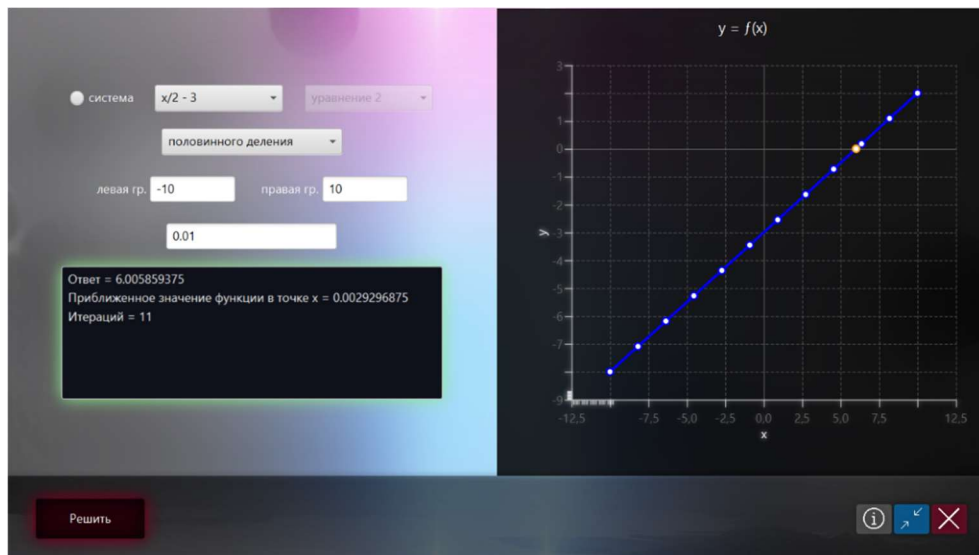 система x/2 - 3 уравнение 2
половинного деления
левая гр. -10 правая гр. 10
0.01
Ответ = 6.005859375
Приближенное значение функции в точке x = 0.0029296875
Итераций = 11
Решить
y = f(x)
3
1
0
-1
-2
-3
-4
-5
-6
-7
-9
y
-12,5 -7,5 -5,0 -2,5 0,0 2,5 5,0 7,5 12,5
x